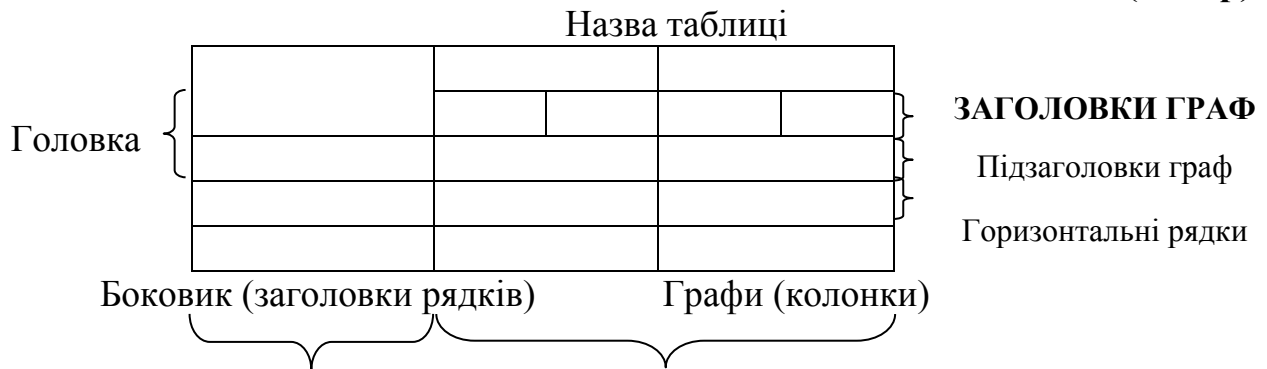 Назва таблиці
Головка
ЗАГОЛОВКИ ГРАФ
Підзаголовки граф
Горизонтальні рядки
Боковик (заголовки рядків) Графи (колонки)